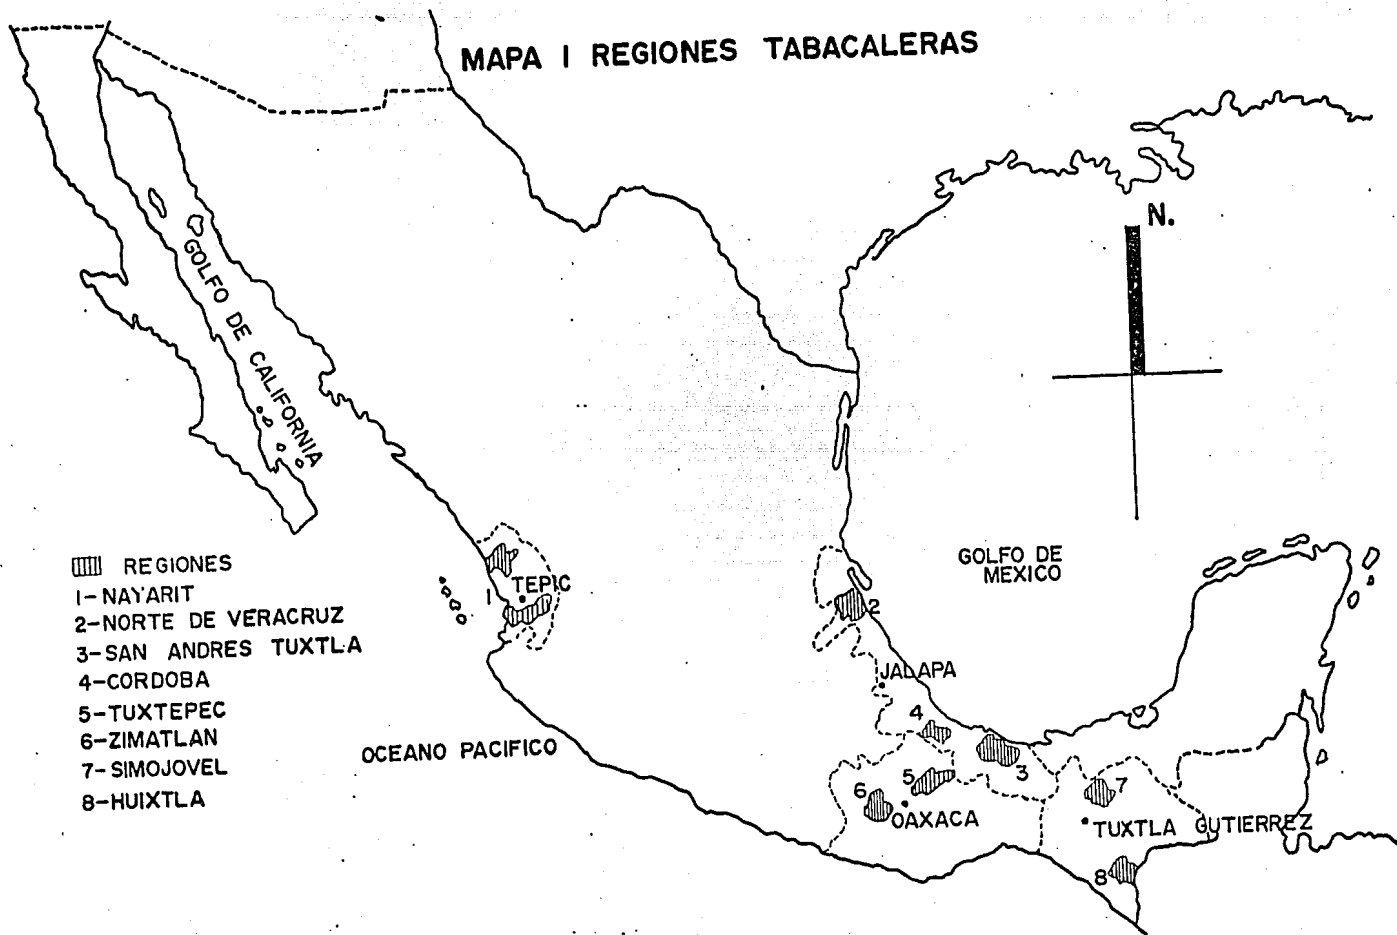 MAPA I REGIONES TABACALERAS
N.
GOLFO DE CALIFORNIA
GOLFO DE
MEXICO
REGIONES
1-NAYARIT
2-NORTE DE VERACRUZ
3-SAN ANDRES TUXTLA
4-CORDOBA
5-TUXTEPEC
6-ZIMATLAN
7-SIMOJOVEL
8-HUIXTLA
1
TEPIC
2
JALAPA
4
3
OCEANO PACIFICO
5
6
OAXACA
7
TUXTLA GUTIERREZ
8